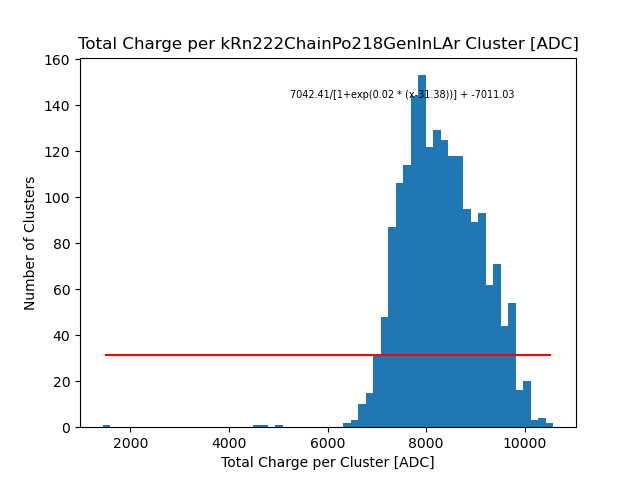 Total Charge per kRn222ChainPo218GenInLAr Cluster [ADC]
160
7042.41/[1+exp(0.02 * (x-31.38))] + -7011.03
140
120
100
80
60
40
20
0
Number of Clusters
2000 4000 6000 8000 10000
Total Charge per Cluster [ADC]